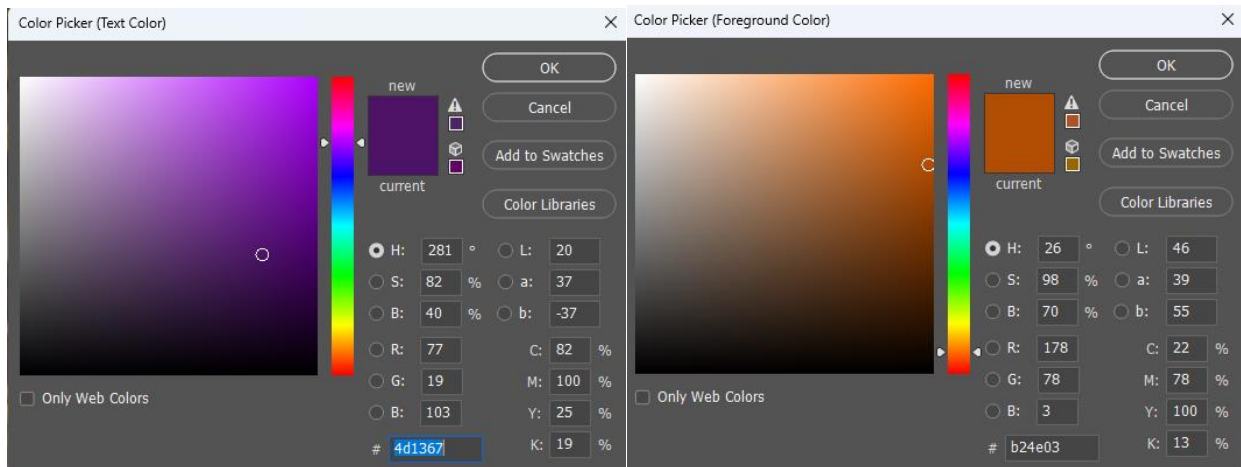 Color Picker (Text Color)
OK
new
Cancel
Add to Swatches
current
Color Libraries
H: 281 ° L: 20
S: 82 % a: 37
B: 40 % b: -37
R: 77 C: 82 %
G: 19 M: 100 %
Only Web Colors
B: 103 Y: 25 %
# 4d1367 K: 19 %
Color Picker (Foreground Color)
OK
new
Cancel
Add to Swatches
current
Color Libraries
H: 26 ° L: 46
S: 98 % a: 39
B: 70 % b: 55
R: 178 C: 22 %
G: 78 M: 78 %
Only Web Colors
B: 3 Y: 100 %
# b24e03 K: 13 %